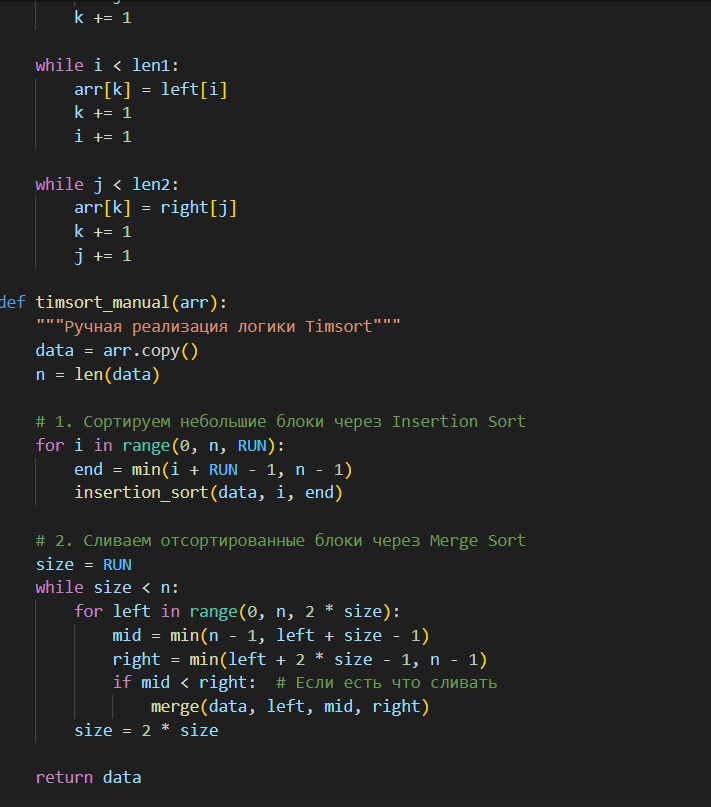 k += 1
while i < len1:
arr[k] = left[i]
k += 1
i += 1
while j < len2:
arr[k] = right[j]
k += 1
j += 1
def timsort_manual(arr):
"""Ручная реализация логики Timsort"""
data = arr.copy()
n = len(data)
# 1. Сортируем небольшие блоки через Insertion Sort
for i in range(0, n, RUN):
end = min(i + RUN - 1, n - 1)
insertion_sort(data, i, end)
# 2. Сливаем отсортированные блоки через Merge Sort
size = RUN
while size < n:
for left in range(0, n, 2 * size):
mid = min(n - 1, left + size - 1)
right = min(left + 2 * size - 1, n - 1)
if mid < right:  # Если есть что сливать
merge(data, left, mid, right)
size = 2 * size
return data